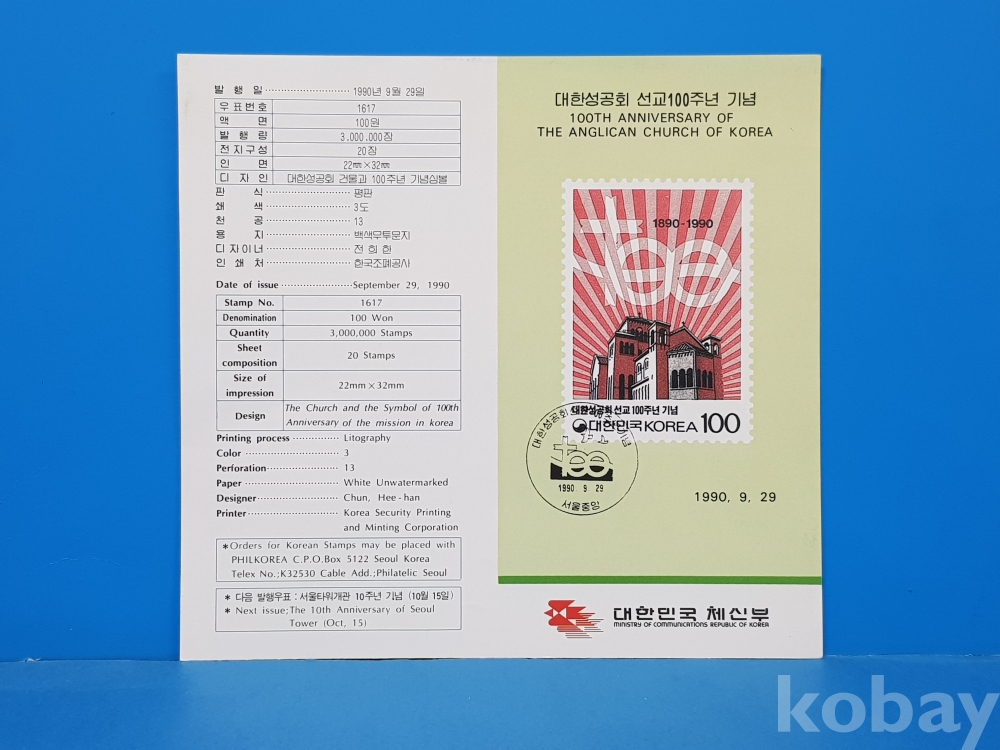 발 행 일 ························ 1990년 9월 29일
우 표 번 호 1617
액 면 100원
발 행 량 3,000,000장
전 지 구 성 20장
인 면 22mm×32mm
디 자 인 대한성공회 건물과 100주년 기념심볼
판 식 ························ 평판
쇄 색 ························ 3도
천 공 ························ 13
용 지 ························ 백색무투문지
디 자 이 너 ························ 전 희 한
인 쇄 처 ························ 한국조폐공사
Date of issue ···················· September 29, 1990
Stamp No. 1617
Denomination 100 Won
Quantity 3,000,000 Stamps
Sheet composition 20 Stamps
Size of impression 22mm×32mm
Design The Church and the Symbol of 100th
Anniversary of the mission in korea
Printing process ············ Litography
Color ························ 3
Perforation ··················· 13
Paper ························ White Unwatermarked
Designer ····················· Chun, Hee-han
Printer ······················· Korea Security Printing
and Minting Corporation
*Orders for Korean Stamps may be placed with
PHILKOREA C.P.O.Box 5122 Seoul Korea
Telex No.;K32530 Cable Add.;Philatelic Seoul
* 다음 발행우표 : 서울타워개관 10주년 기념 (10월 15일)
* Next issue;The 10th Anniversary of Seoul
Tower (Oct, 15)
대한성공회 선교100주년 기념
100TH ANNIVERSARY OF
THE ANGLICAN CHURCH OF KOREA
1890-1990
100
대한성공회 선교 100주년 기념
대한민국 KOREA 100
대한성공회
기념
100
1990 9 29
서울중앙
1990. 9. 29
대한민국 체신부
MINISTRY OF COMMUNICATIONS REPUBLIC OF KOREA
kobay